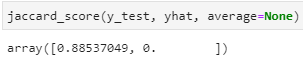 jaccard_score(y_test, yhat, average=None)
array([0.88537049, 0.        ])